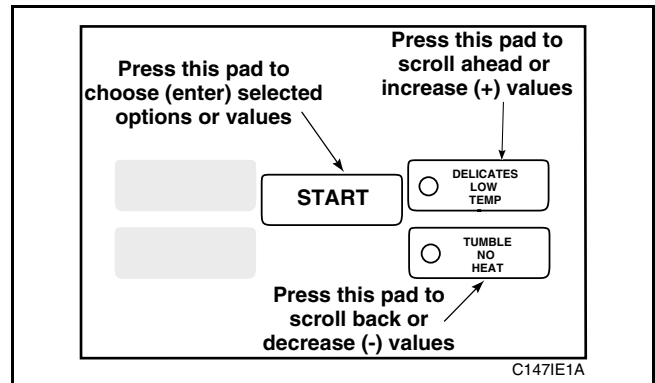 Press this pad to
choose (enter) selected
options or values
Press this pad to
scroll ahead or
increase (+) values
START
DELICATES
LOW
TEMP
TUMBLE
NO
HEAT
Press this pad to
scroll back or
decrease (-) values
C147IE1A